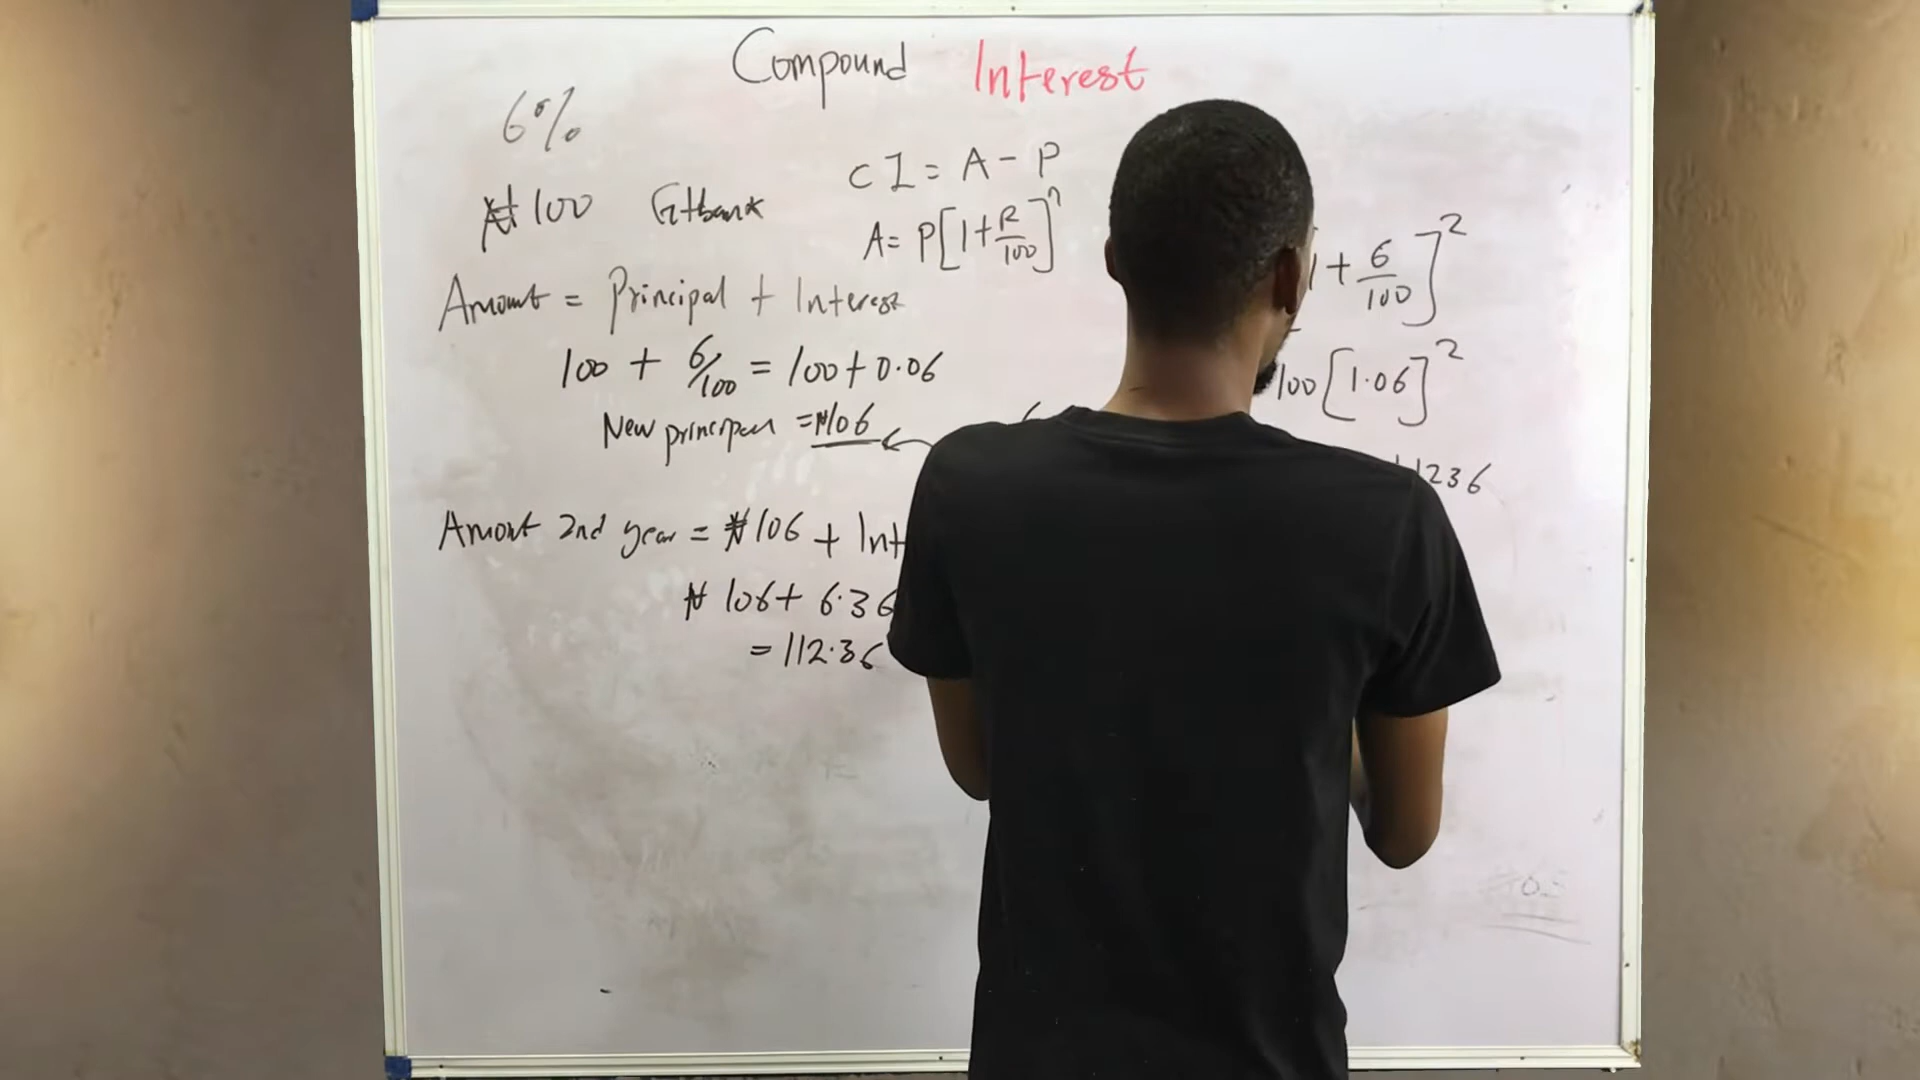 Compound Interest
6%
₦100 Gtbank
CI = A - P
A = P[1+R/100]^n
Amount = Principal + Interest
100 + 6/100 = 100 + 0.06
New principal = ₦106
Amount 2nd year = ₦106 + Int
₦ 106 + 6.36
= 112.36
1 + 6/100]^2
100[1.06]^2
1236